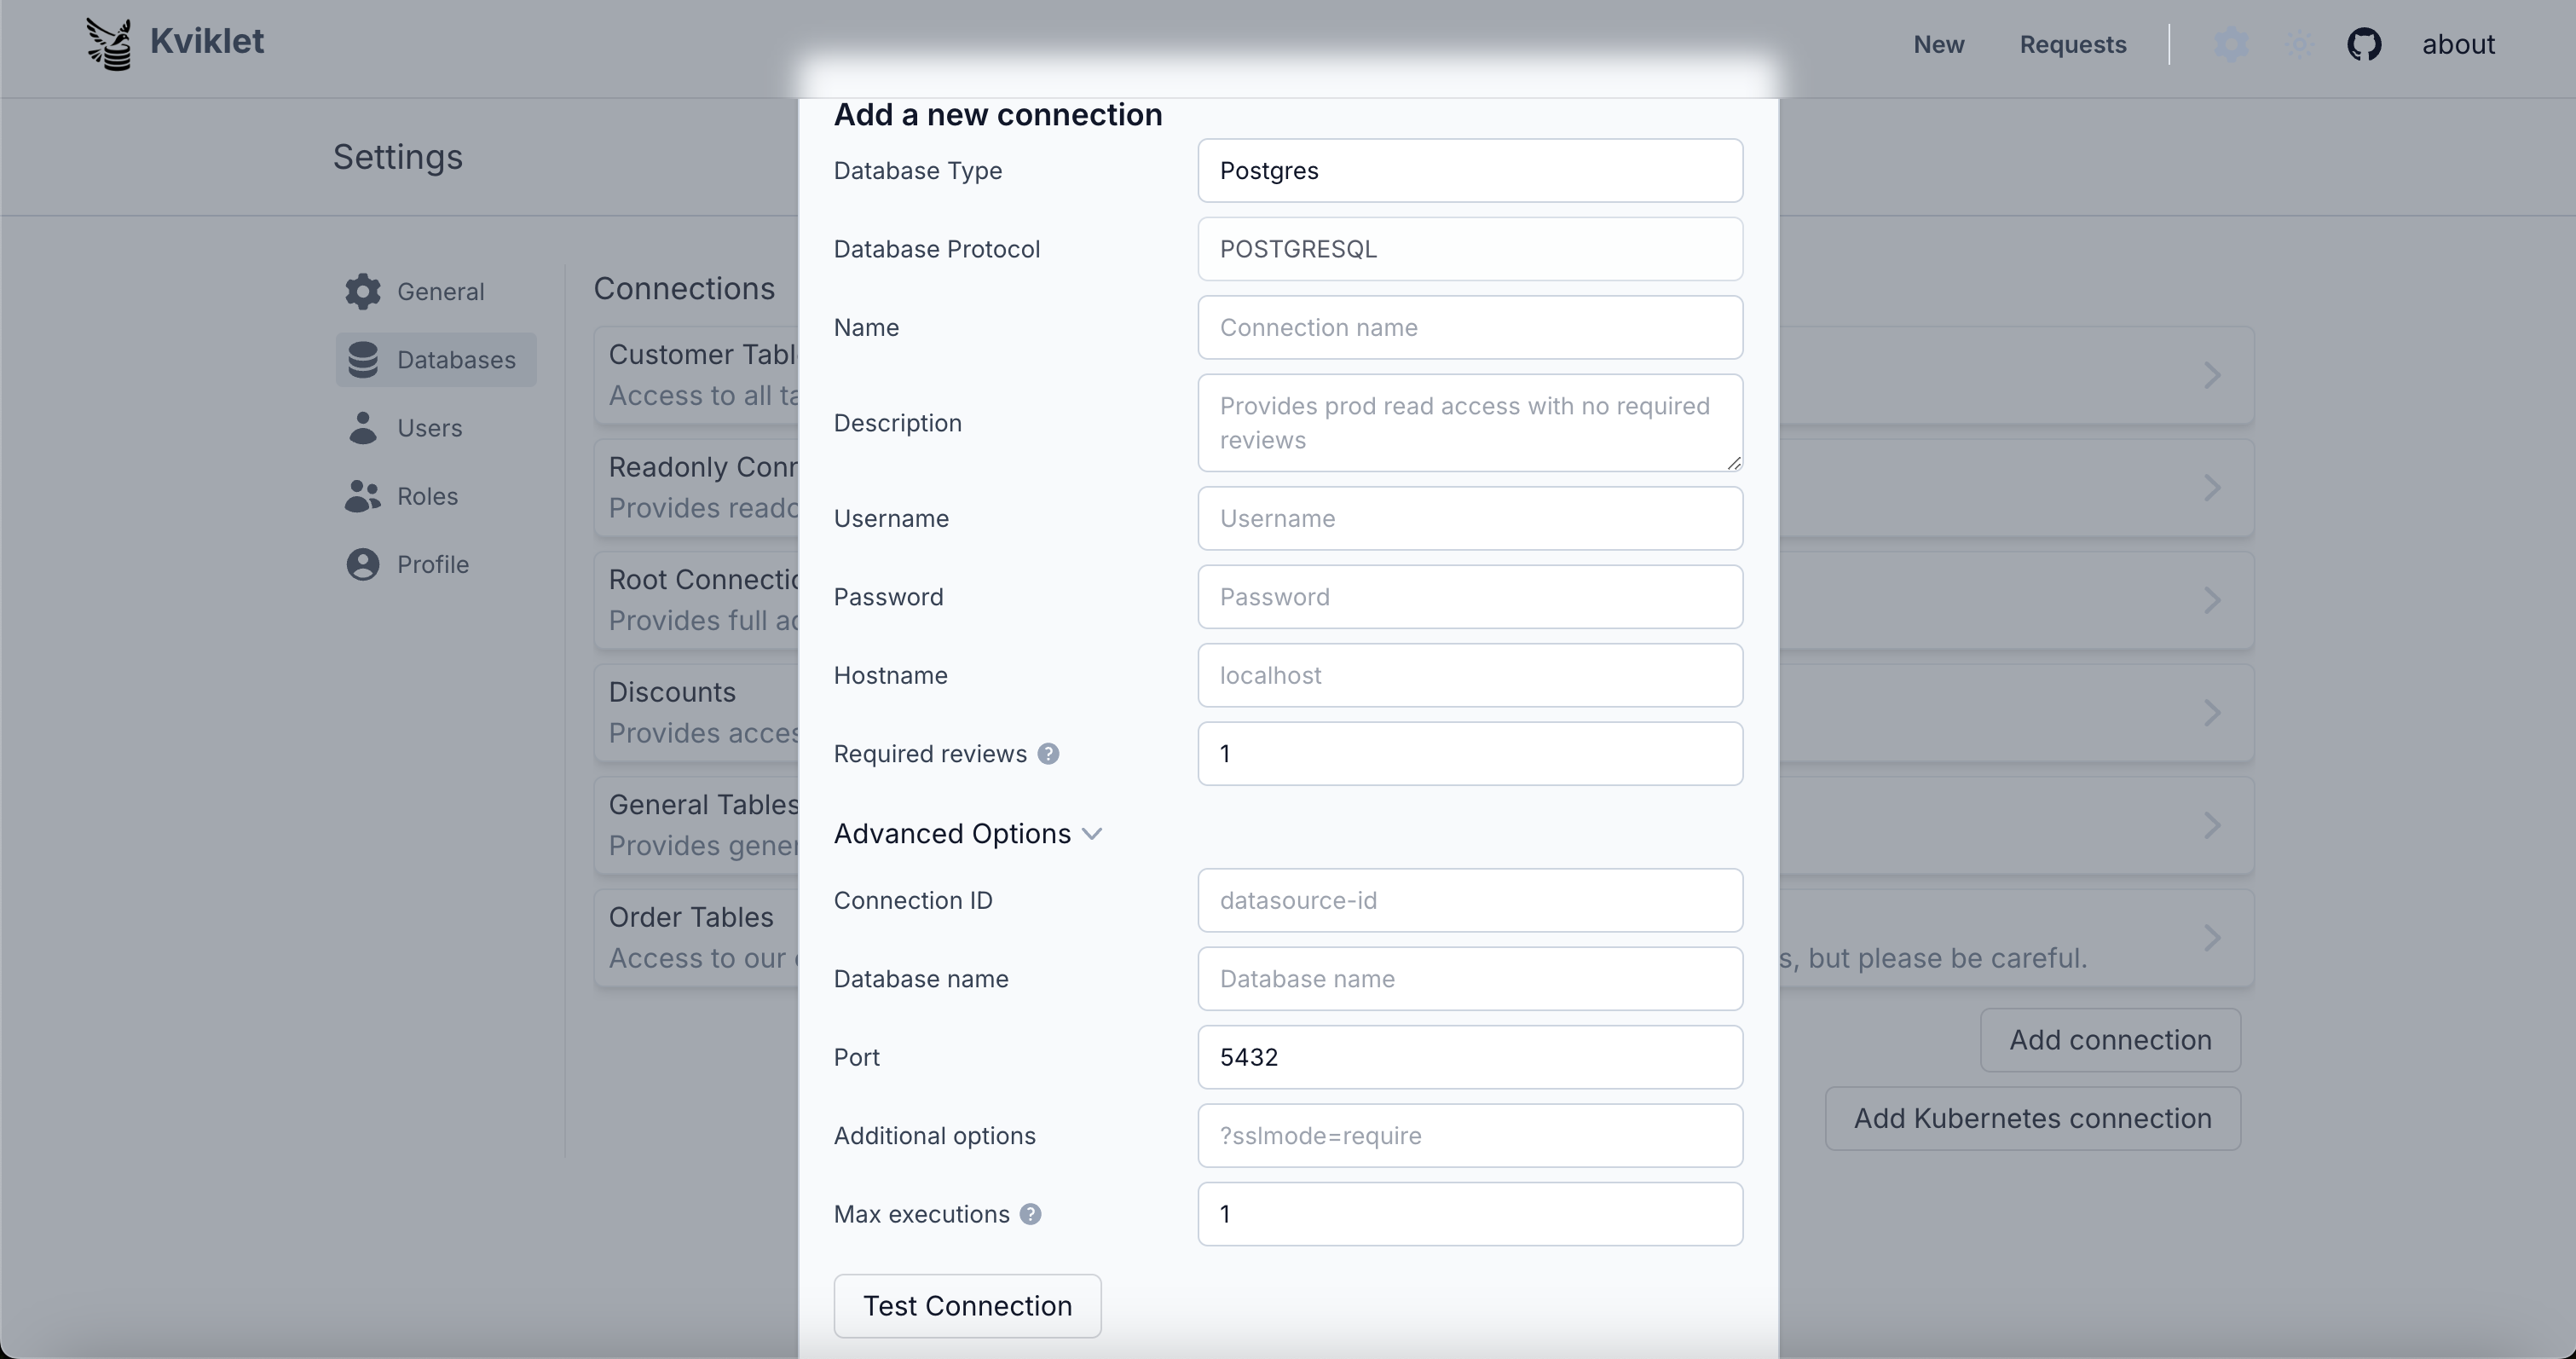 Kviklet
New
Requests
about
Settings
General
Databases
Users
Roles
Profile
Connections
Customer Tabl
Access to all ta
Readonly Conn
Provides reado
Root Connectio
Provides full ac
Discounts
Provides acces
General Tables
Provides gener
Order Tables
Access to our
s, but please be careful.
Add connection
Add Kubernetes connection
Add a new connection
Database Type
Postgres
Database Protocol
POSTGRESQL
Name
Connection name
Description
Provides prod read access with no required
reviews
Username
Username
Password
Password
Hostname
localhost
Required reviews ?
1
Advanced Options
Connection ID
datasource-id
Database name
Database name
Port
5432
Additional options
?sslmode=require
Max executions ?
1
Test Connection